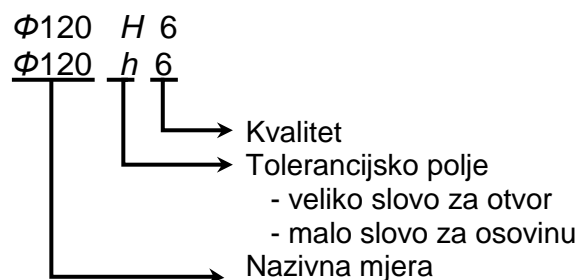 Φ120 H 6
Φ120 h 6
Kvalitet
Tolerancijsko polje
- veliko slovo za otvor
- malo slovo za osovinu
Nazivna mjera